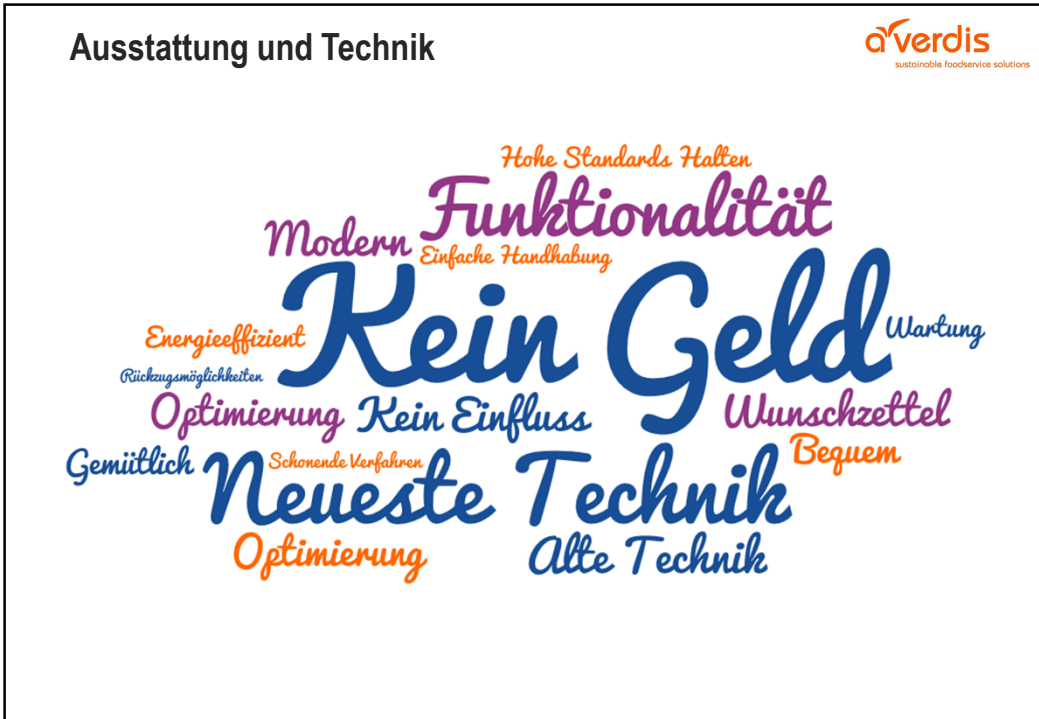 Ausstattung und Technik
a'verdis
sustainable foodservice solutions
Hohe Standards Halten
Funktionalität
Modern
Einfache Handhabung
Kein Geld
Wartung
Energieeffizient
Rückzugsmöglichkeiten
Optimierung
Kein Einfluss
Wunschzettel
Bequem
Gemütlich
Schonende Verfahren
Neueste Technik
Optimierung
Alte Technik